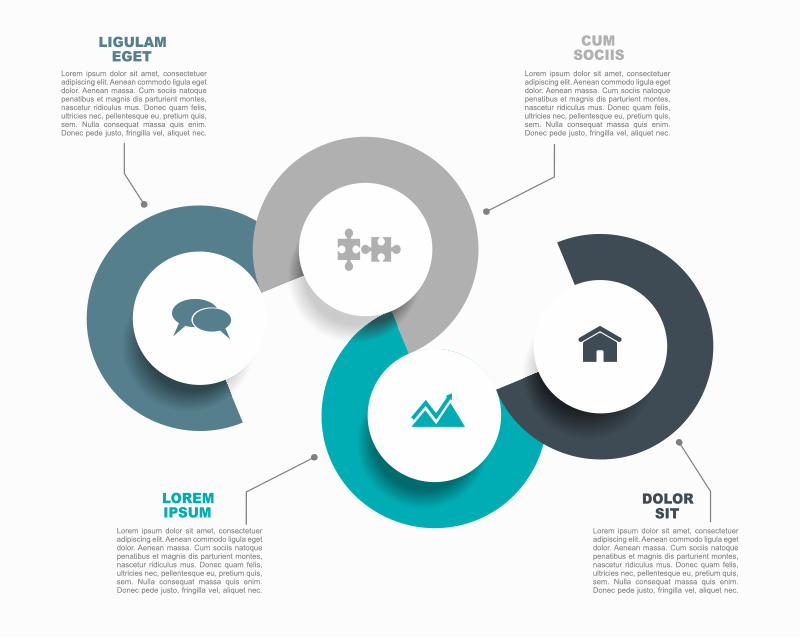 LIGULAM
EGET
Lorem ipsum dolor sit amet, consectetuer
adipiscing elit. Aenean commodo ligula eget
dolor. Aenean massa. Cum sociis natoque
penatibus et magnis dis parturient montes,
nascetur ridiculus mus. Donec quam felis,
ultricies nec, pellentesque eu, pretium quis,
sem. Nulla consequat massa quis enim.
Donec pede justo, fringilla vel, aliquet nec.
CUM
SOCIIS
Lorem ipsum dolor sit amet, consectetuer
adipiscing elit. Aenean commodo ligula eget
dolor. Aenean massa. Cum sociis natoque
penatibus et magnis dis parturient montes,
nascetur ridiculus mus. Donec quam felis,
ultricies nec, pellentesque eu, pretium quis,
sem. Nulla consequat massa quis enim.
Donec pede justo, fringilla vel, aliquet nec.
LOREM
IPSUM
Lorem ipsum dolor sit amet, consectetuer
adipiscing elit. Aenean commodo ligula eget
dolor. Aenean massa. Cum sociis natoque
penatibus et magnis dis parturient montes,
nascetur ridiculus mus. Donec quam felis,
ultricies nec, pellentesque eu, pretium quis,
sem. Nulla consequat massa quis enim.
Donec pede justo, fringilla vel, aliquet nec.
DOLOR
SIT
Lorem ipsum dolor sit amet, consectetuer
adipiscing elit. Aenean commodo ligula eget
dolor. Aenean massa. Cum sociis natoque
penatibus et magnis dis parturient montes,
nascetur ridiculus mus. Donec quam felis,
ultricies nec, pellentesque eu, pretium quis,
sem. Nulla consequat massa quis enim.
Donec pede justo, fringilla vel, aliquet nec.